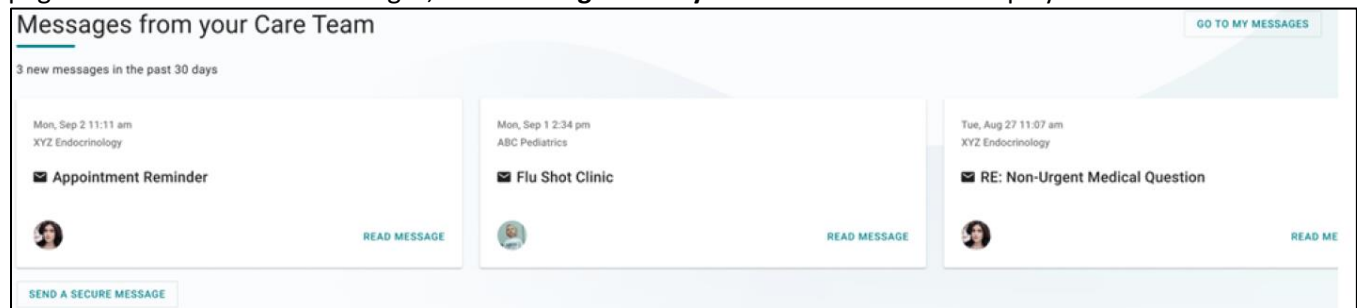 Messages from your Care Team
GO TO MY MESSAGES
3 new messages in the past 30 days
Mon, Sep 2 11:11 am
XYZ Endocrinology
Appointment Reminder
READ MESSAGE
Mon, Sep 1 2:34 pm
ABC Pediatrics
Flu Shot Clinic
READ MESSAGE
Tue, Aug 27 11:07 am
XYZ Endocrinology
RE: Non-Urgent Medical Question
READ ME
SEND A SECURE MESSAGE